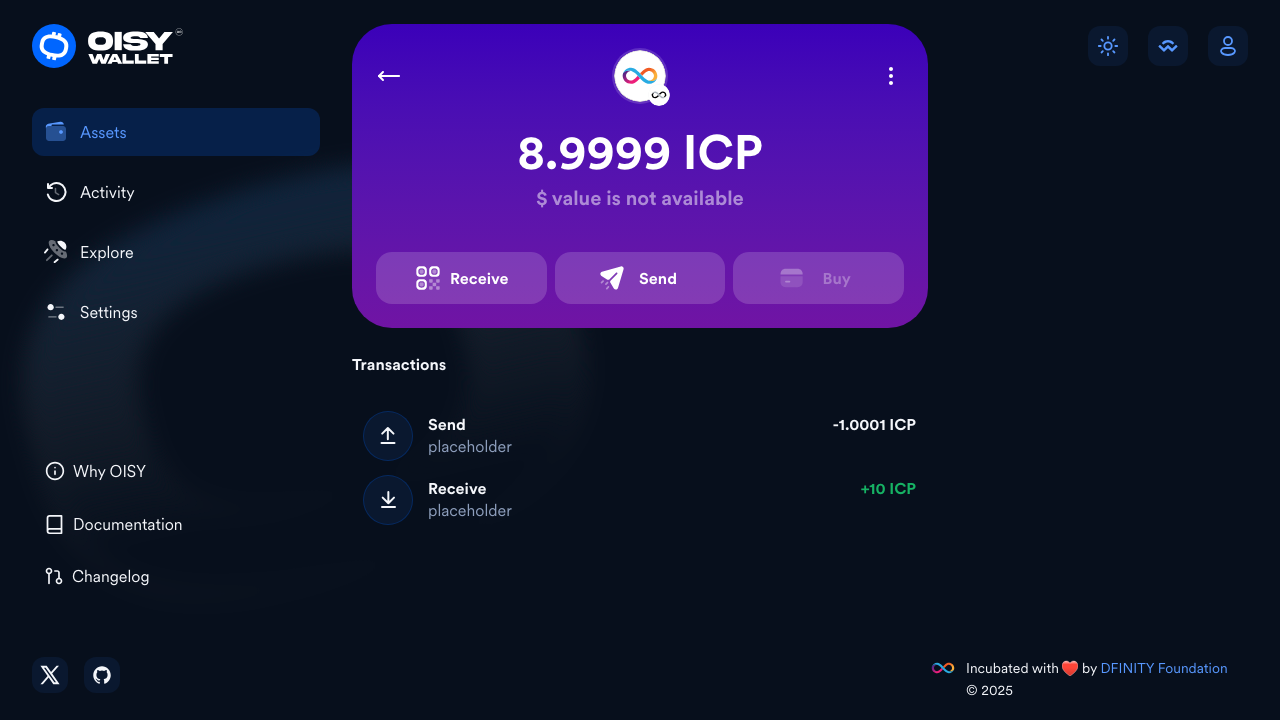 OISY
WALLET
Assets
Activity
Explore
Settings
Why OISY
Documentation
Changelog
8.9999 ICP
$ value is not available
Receive
Send
Buy
Transactions
Send
-1.0001 ICP
placeholder
Receive
+10 ICP
placeholder
Incubated with ❤️ by DFINITY Foundation
© 2025